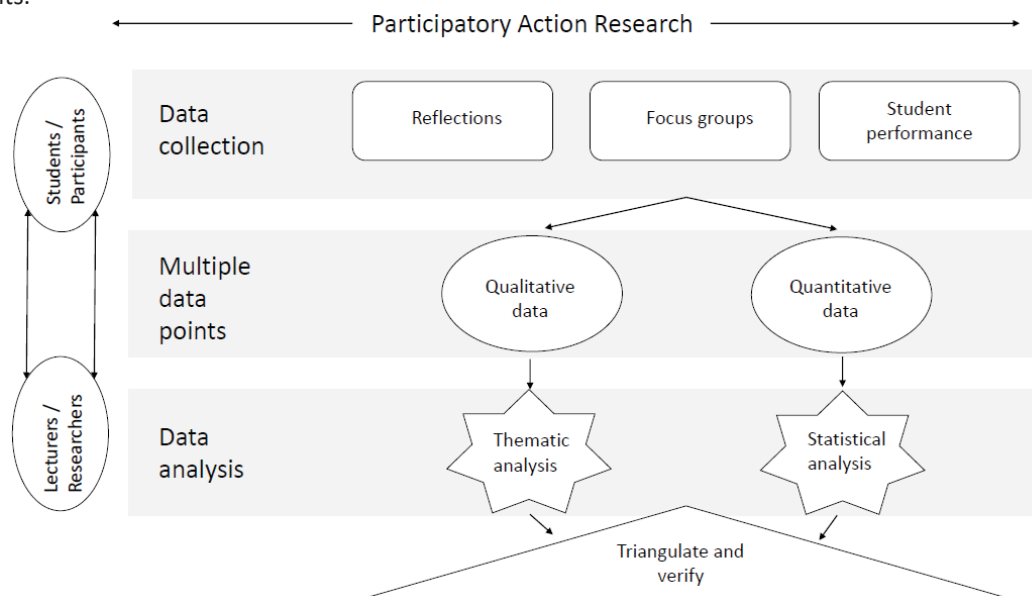 nts.
Participatory Action Research
Students /
Participants
Data
collection
Reflections
Focus groups
Student
performance
Multiple
data
points
Qualitative
data
Quantitative
data
Lecturers /
Researchers
Data
analysis
Thematic
analysis
Statistical
analysis
Triangulate and
verify